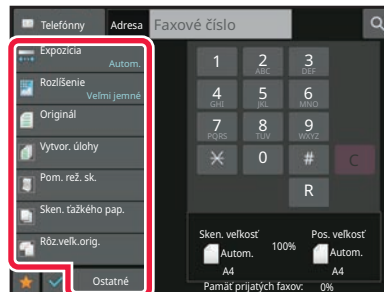 Telefónny
Adresa
Faxové číslo
Expozícia
Autom.
Rozlíšenie
Veľmi jemné
Originál
Vytvor. úlohy
Pom. rež. sk.
Sken. ťažkého pap.
Rôz.veľk.orig.
Ostatné
1 2 3
ABC DEF
4 5 6
GHI JKL MNO
7 8 9
PQRS TUV WXYZ
0 #
C
R
Sken. veľkosť Pos. veľkosť
Autom. 100% Autom.
A4 A4
Pamäť prijatých faxov: 0%